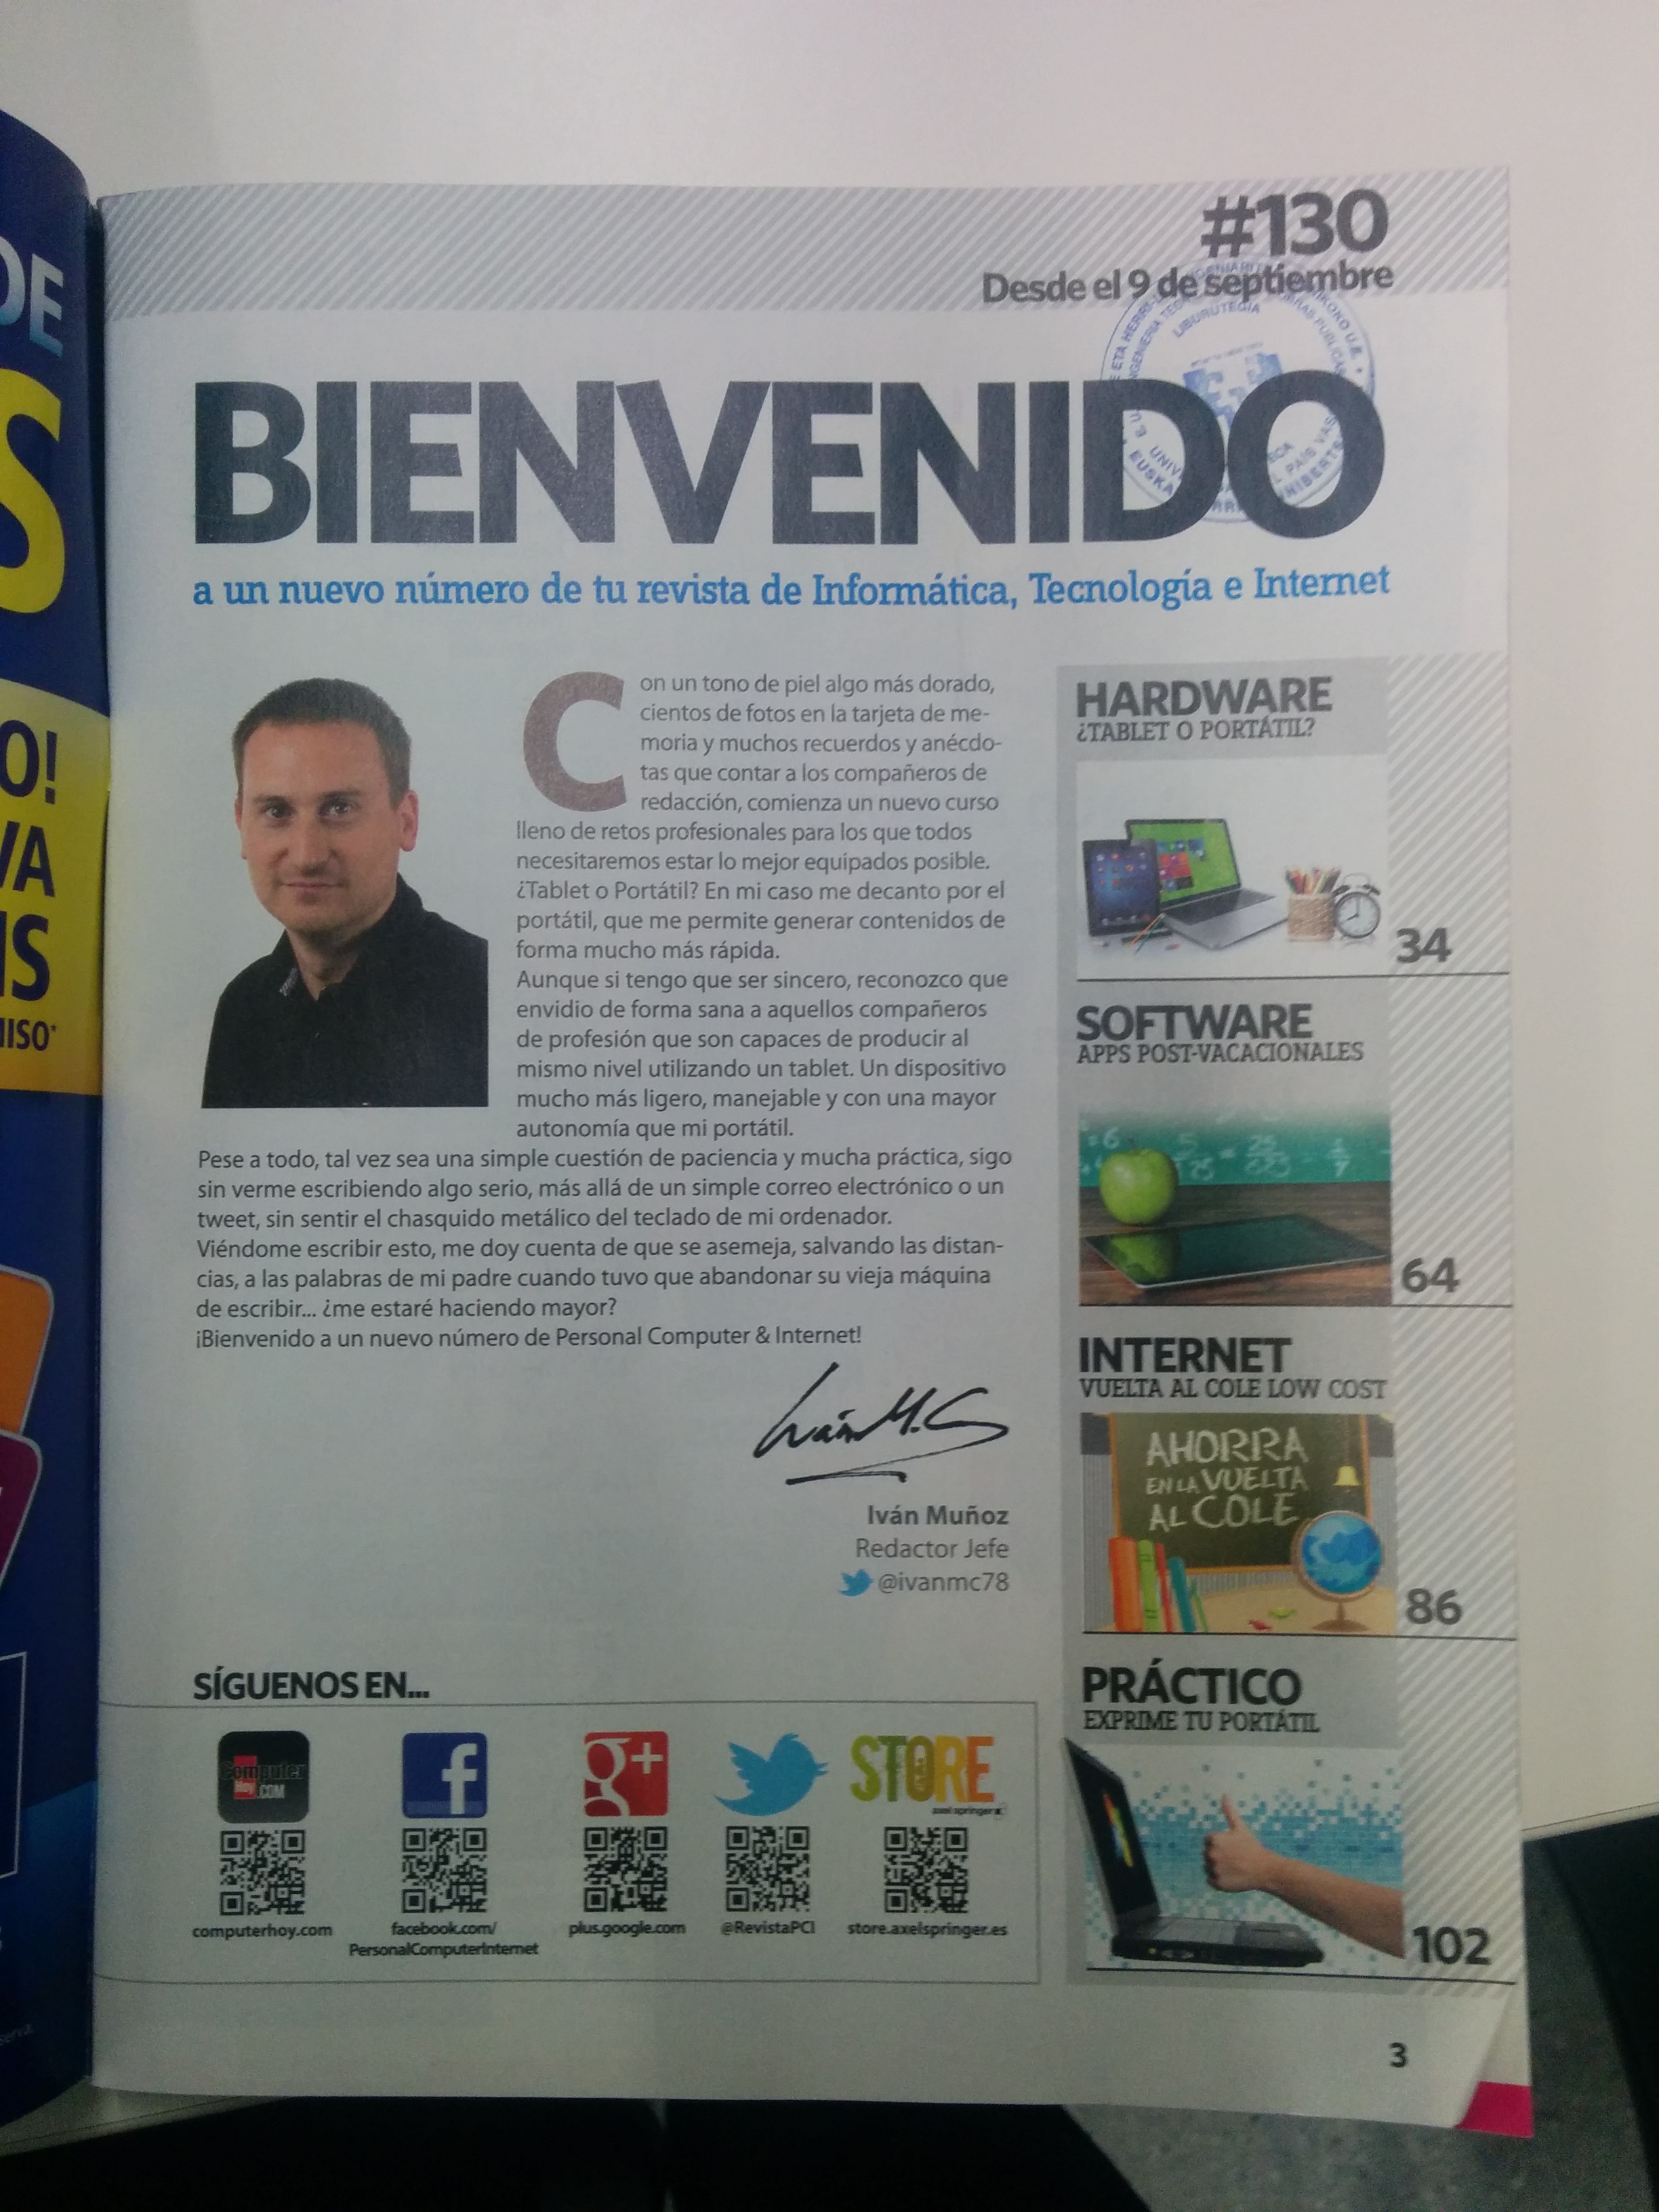 DE
S
O!
VA
IS
MISO*
#130
Desde el 9 de septiembre
LIBURUTEGIA
BIENVENIDO
a un nuevo número de tu revista de Informática, Tecnología e Internet
Con un tono de piel algo más dorado,
cientos de fotos en la tarjeta de me-
moria y muchos recuerdos y anécdo-
tas que contar a los compañeros de
redacción, comienza un nuevo curso
lleno de retos profesionales para los que todos
necesitaremos estar lo mejor equipados posible.
¿Tablet o Portátil? En mi caso me decanto por el
portátil, que me permite generar contenidos de
forma mucho más rápida.
Aunque si tengo que ser sincero, reconozco que
envidio de forma sana a aquellos compañeros
de profesión que son capaces de producir al
mismo nivel utilizando un tablet. Un dispositivo
mucho más ligero, manejable y con una mayor
autonomía que mi portátil.
Pese a todo, tal vez sea una simple cuestión de paciencia y mucha práctica, sigo
sin verme escribiendo algo serio, más allá de un simple correo electrónico o un
tweet, sin sentir el chasquido metálico del teclado de mi ordenador.
Viéndome escribir esto, me doy cuenta de que se asemeja, salvando las distan-
cias, a las palabras de mi padre cuando tuvo que abandonar su vieja máquina
de escribir... ¿me estaré haciendo mayor?
¡Bienvenido a un nuevo número de Personal Computer & Internet!
Iván M.C
Iván Muñoz
Redactor Jefe
@ivanmc78
HARDWARE
¿TABLET O PORTÁTIL?
34
SOFTWARE
APPS POST-VACACIONALES
64
INTERNET
VUELTA AL COLE LOW COST
AHORRA
EN LA VUELTA
AL COLE
86
PRÁCTICO
EXPRIME TU PORTÁTIL
102
SÍGUENOS EN...
Computer
Hoy.COM
f
g+
STORE
axel springer
computerhoy.com
facebook.com/
PersonalComputerInternet
plus.google.com
@RevistaPCI
store.axelspringer.es
3